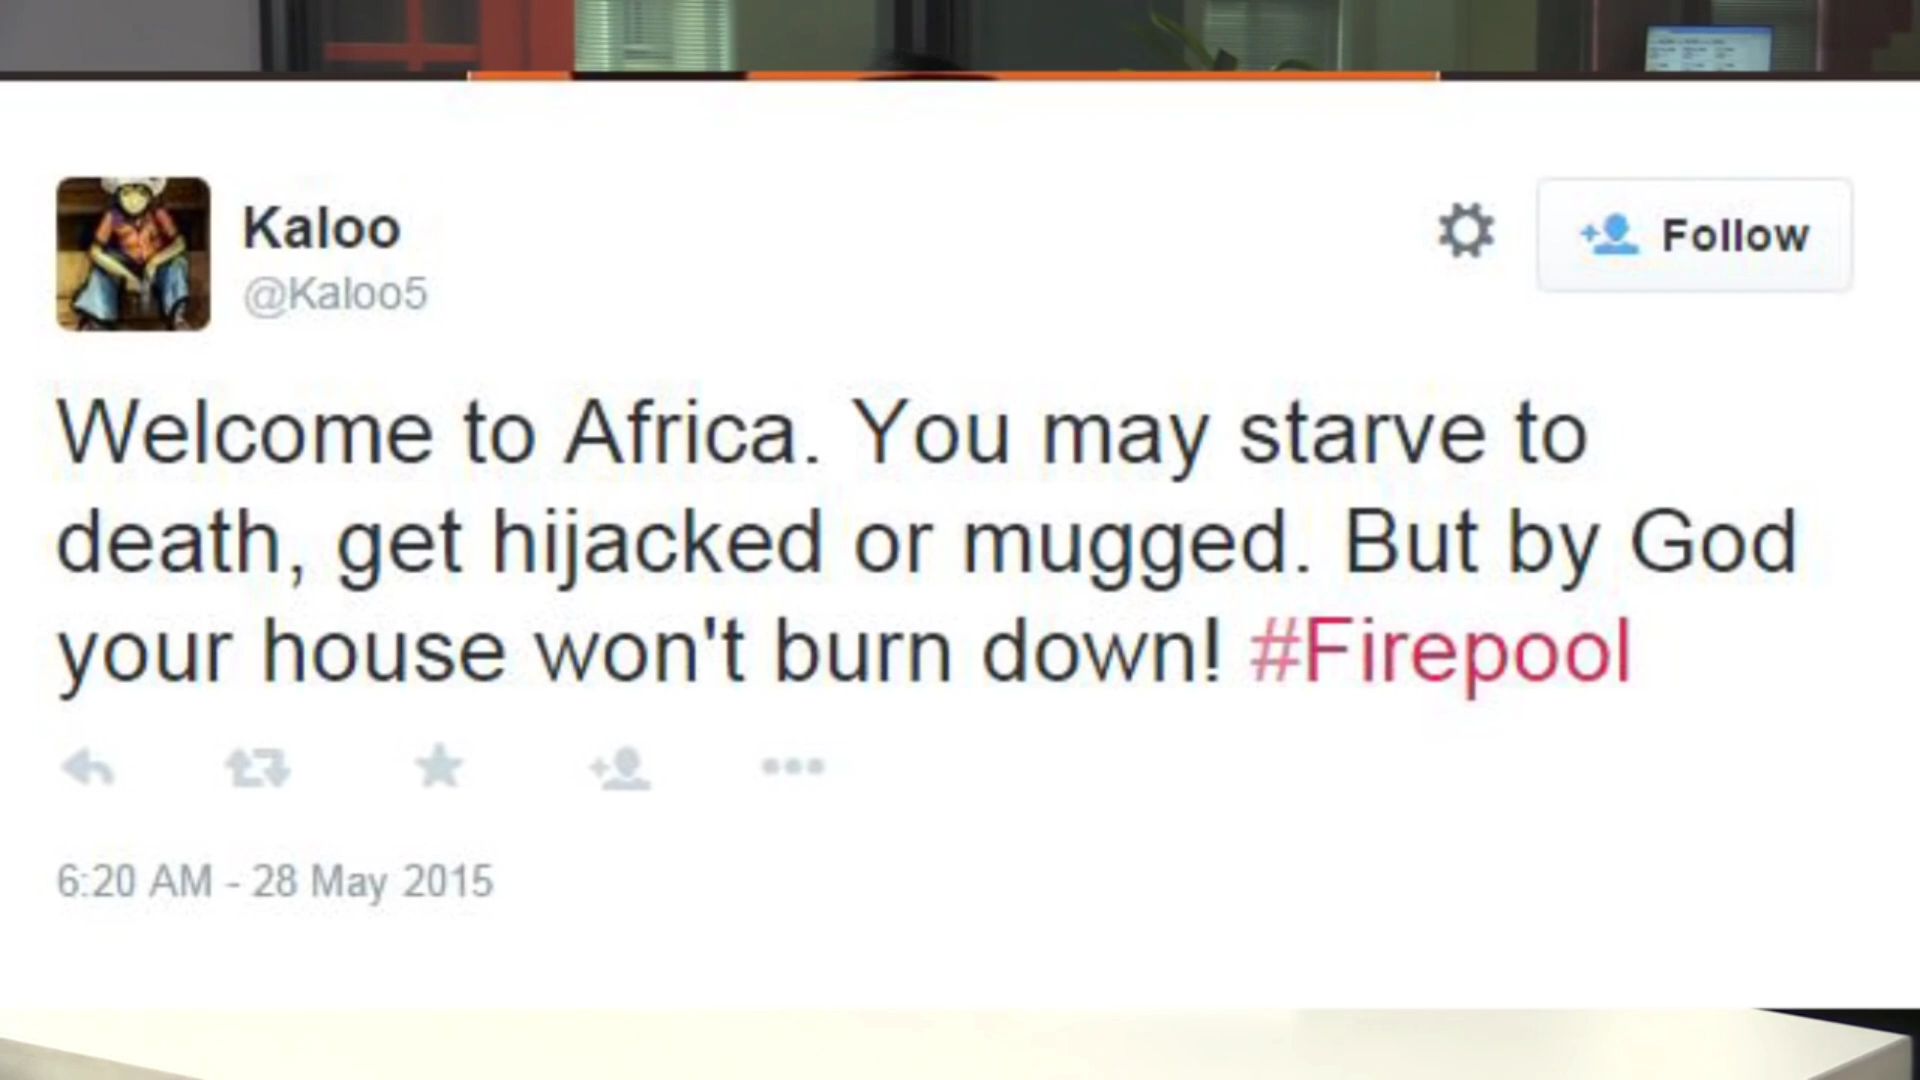 Kaloo
@Kaloo5
Follow
Welcome to Africa. You may starve to
death, get hijacked or mugged. But by God
your house won't burn down! #Firepool
6:20 AM - 28 May 2015